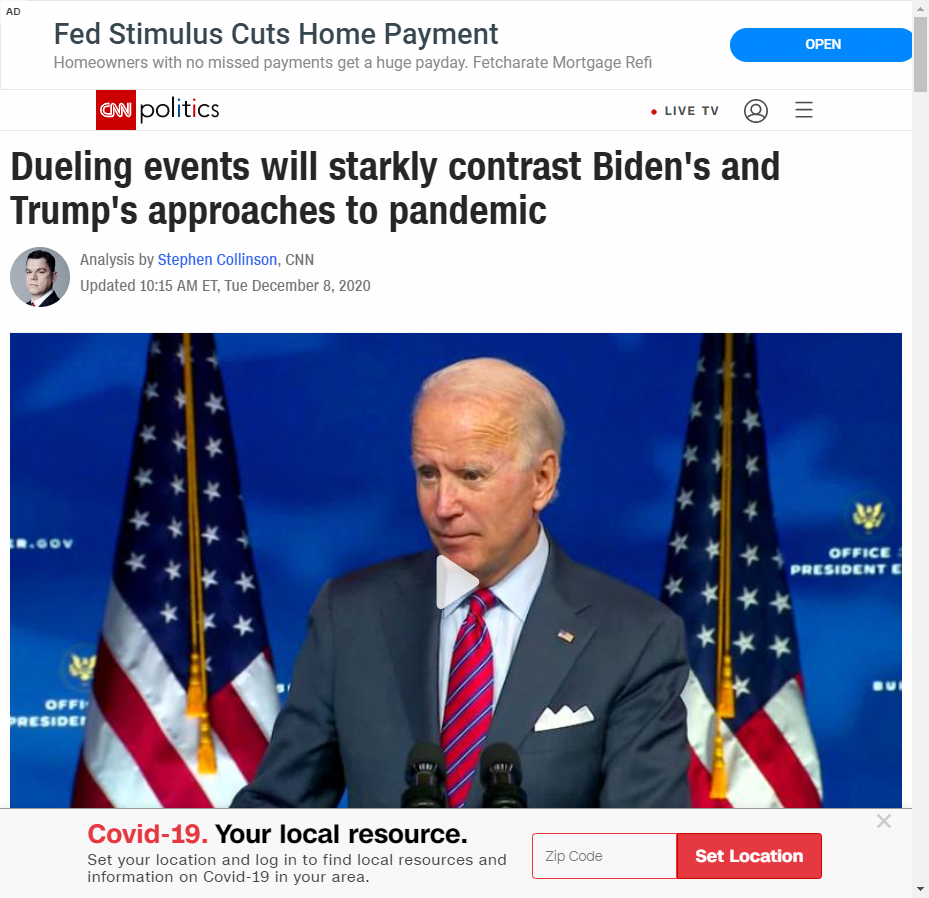 AD
Fed Stimulus Cuts Home Payment
Homeowners with no missed payments get a huge payday. Fetcharate Mortgage Refi
OPEN
CNN politics
LIVE TV
Dueling events will starkly contrast Biden's and
Trump's approaches to pandemic
Analysis by Stephen Collinson, CNN
Updated 10:15 AM ET, Tue December 8, 2020
R.GOV
OFFICE
PRESIDENT E
OFFI
PRESIDE
BU
Covid-19. Your local resource.
Set your location and log in to find local resources and
information on Covid-19 in your area.
Zip Code
Set Location